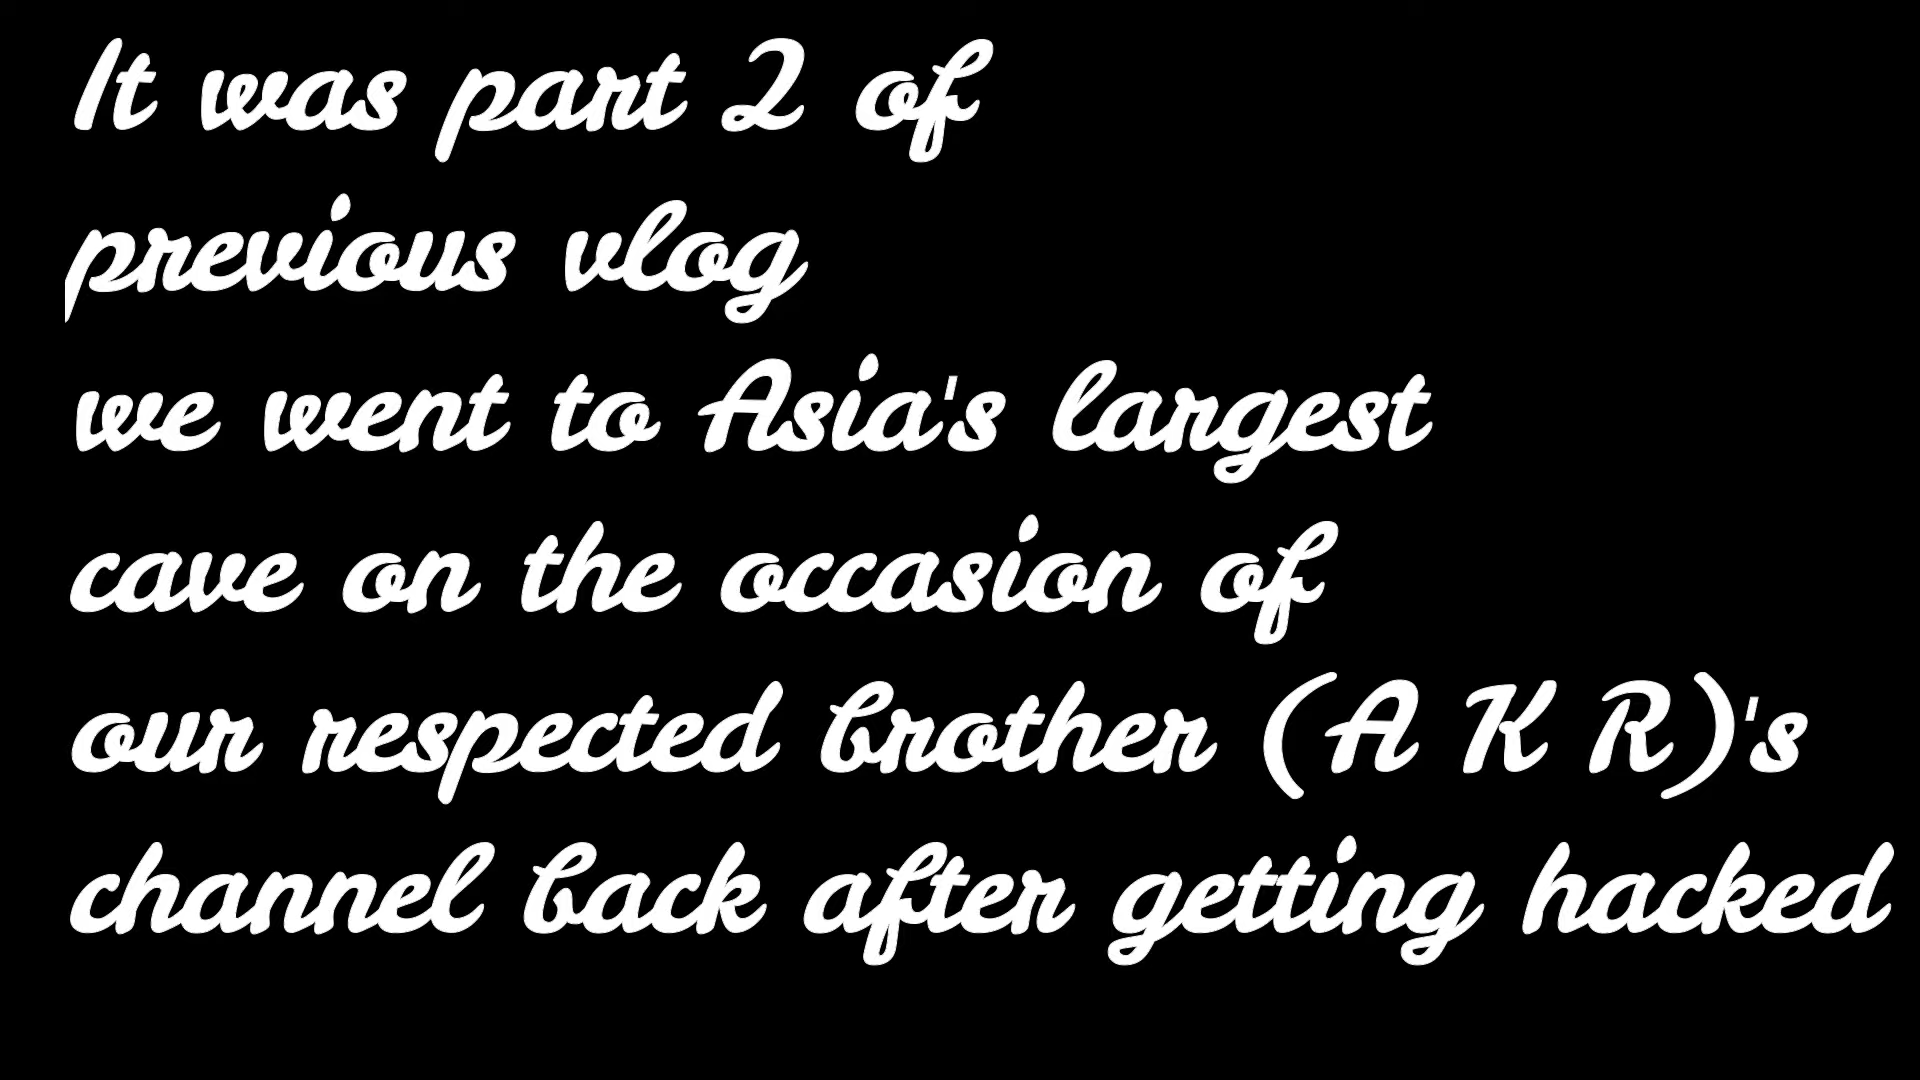 It was part 2 of
previous vlog
we went to Asia's largest
cave on the occasion of
our respected brother (A K R)'s
channel back after getting hacked